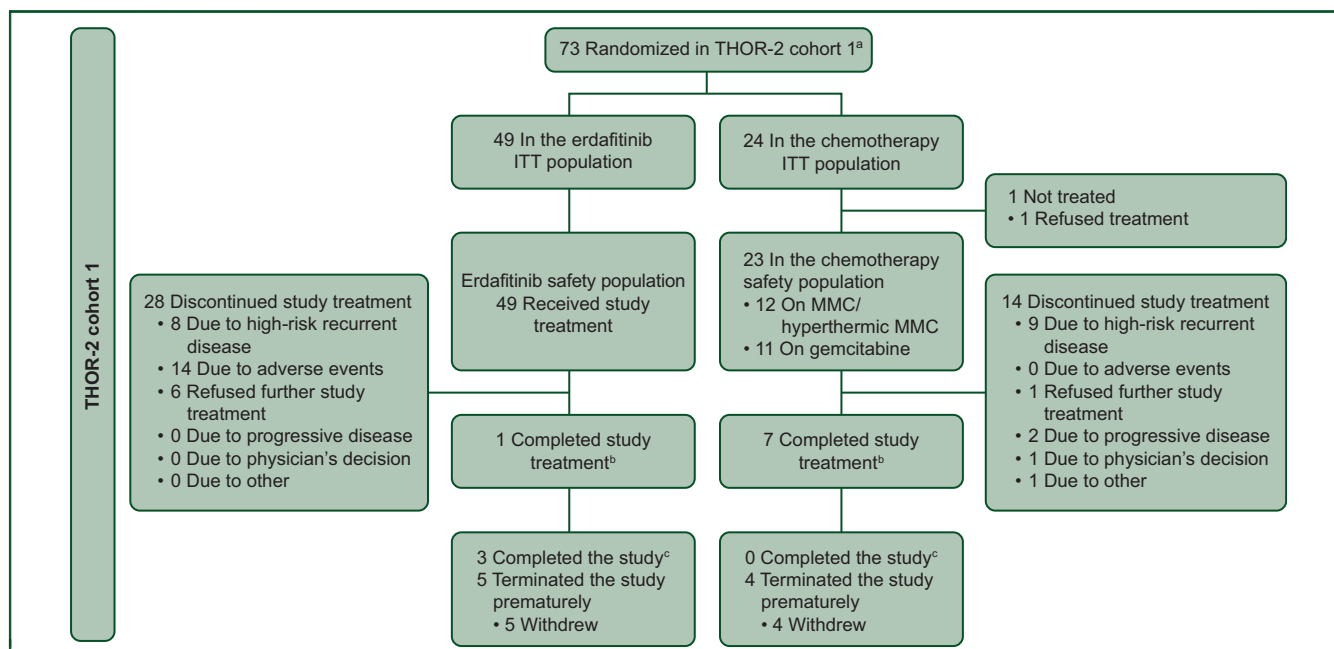 THOR-2 cohort 1
73 Randomized in THOR-2 cohort 1ᵃ
49 In the erdafitinib
ITT population
24 In the chemotherapy
ITT population
1 Not treated
• 1 Refused treatment
Erdafitinib safety population
49 Received study
treatment
23 In the chemotherapy
safety population
• 12 On MMC/
hyperthermic MMC
• 11 On gemcitabine
28 Discontinued study treatment
• 8 Due to high-risk recurrent
disease
• 14 Due to adverse events
• 6 Refused further study
treatment
• 0 Due to progressive disease
• 0 Due to physician’s decision
• 0 Due to other
14 Discontinued study treatment
• 9 Due to high-risk recurrent
disease
• 0 Due to adverse events
• 1 Refused further study
treatment
• 2 Due to progressive disease
• 1 Due to physician’s decision
• 1 Due to other
1 Completed study
treatmentᵇ
7 Completed study
treatmentᵇ
3 Completed the studyᶜ
5 Terminated the study
prematurely
• 5 Withdrew
0 Completed the studyᶜ
4 Terminated the study
prematurely
• 4 Withdrew